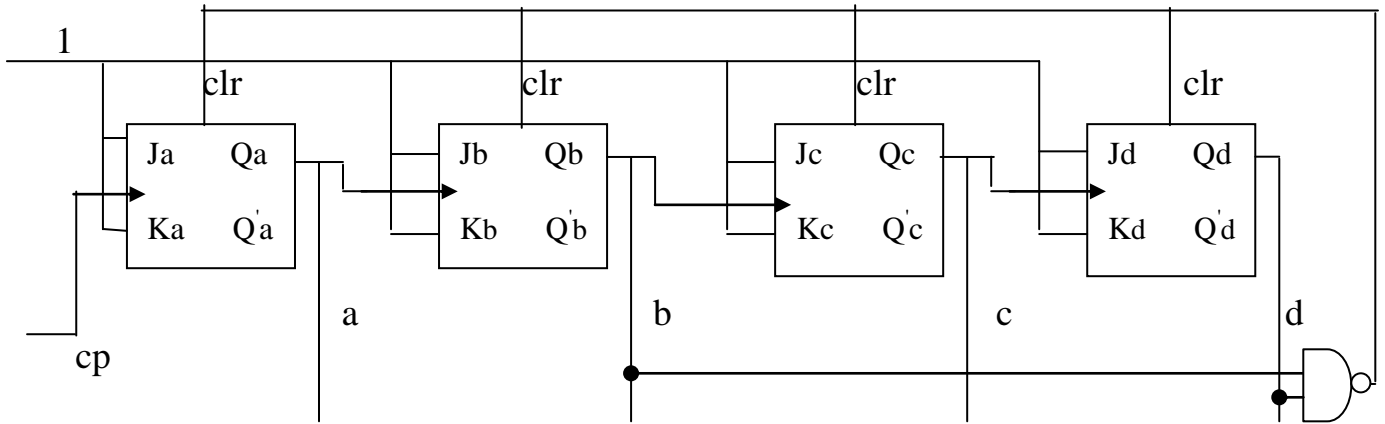 1
clr clr clr clr
Ja Qa Jb Qb Jc Qc Jd Qd
Ka Q'a Kb Q'b Kc Q'c Kd Q'd
a b c d
cp